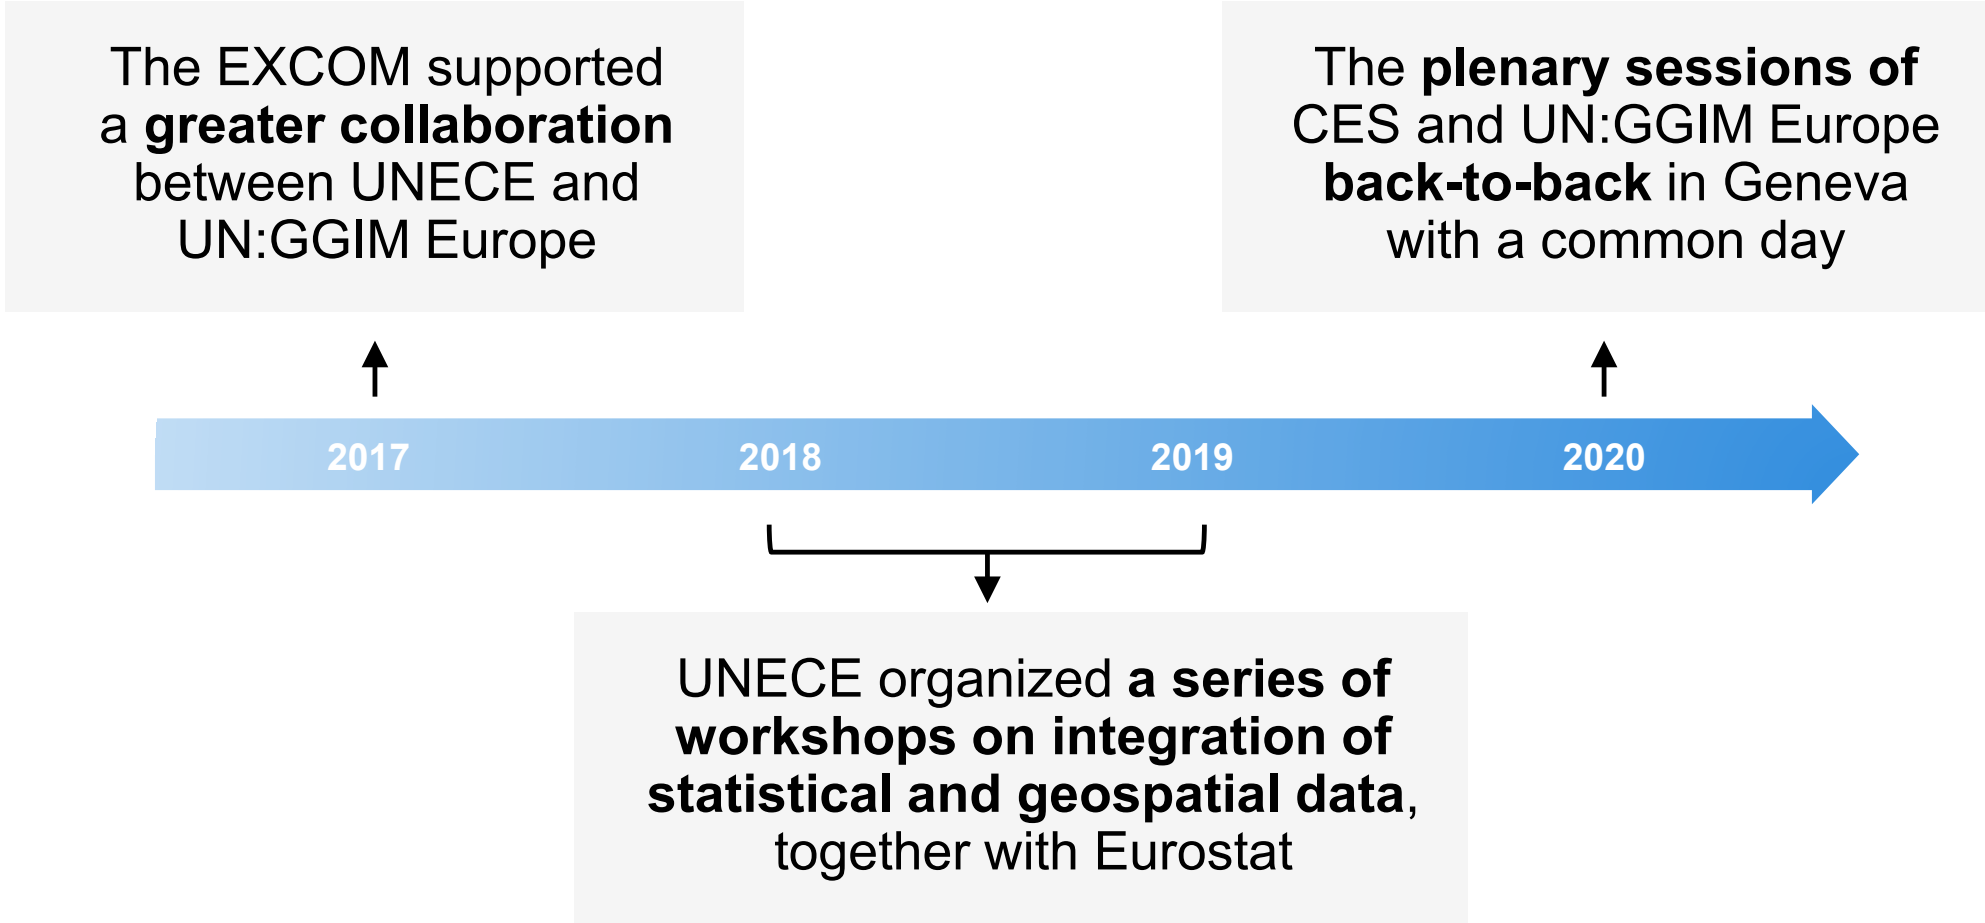 The EXCOM supported
a greater collaboration
between UNECE and
UN:GGIM Europe
The plenary sessions of
CES and UN:GGIM Europe
back-to-back in Geneva
with a common day
2017
2018
2019
2020
UNECE organized a series of
workshops on integration of
statistical and geospatial data,
together with Eurostat